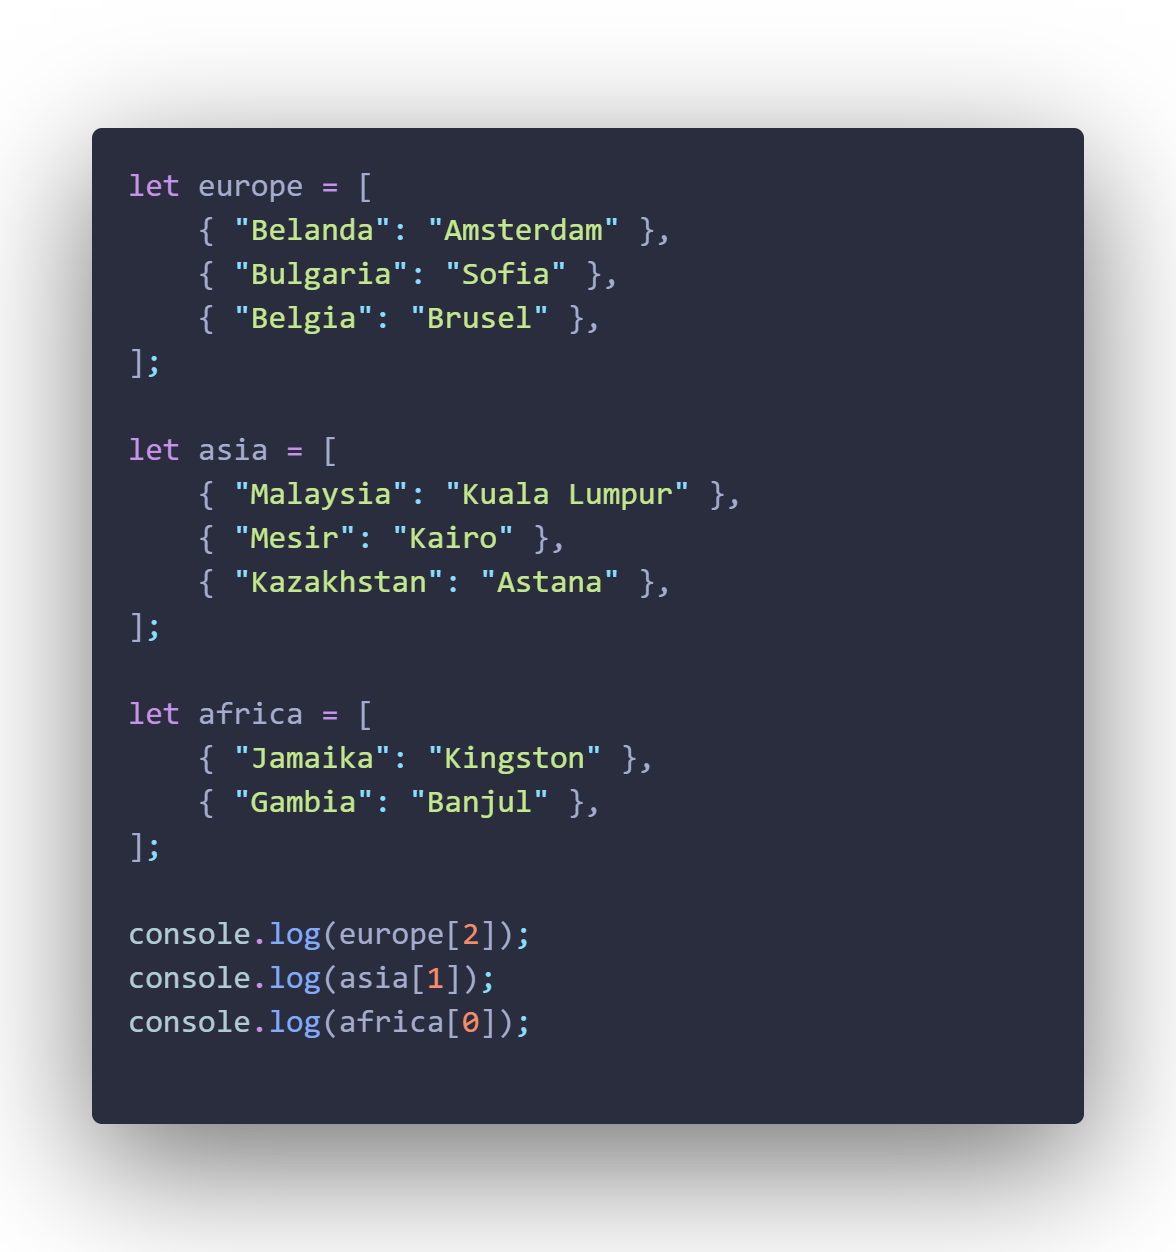 let europe = [
    { "Belanda": "Amsterdam" },
    { "Bulgaria": "Sofia" },
    { "Belgia": "Brusel" },
];

let asia = [
    { "Malaysia": "Kuala Lumpur" },
    { "Mesir": "Kairo" },
    { "Kazakhstan": "Astana" },
];

let africa = [
    { "Jamaika": "Kingston" },
    { "Gambia": "Banjul" },
];

console.log(europe[2]);
console.log(asia[1]);
console.log(africa[0]);